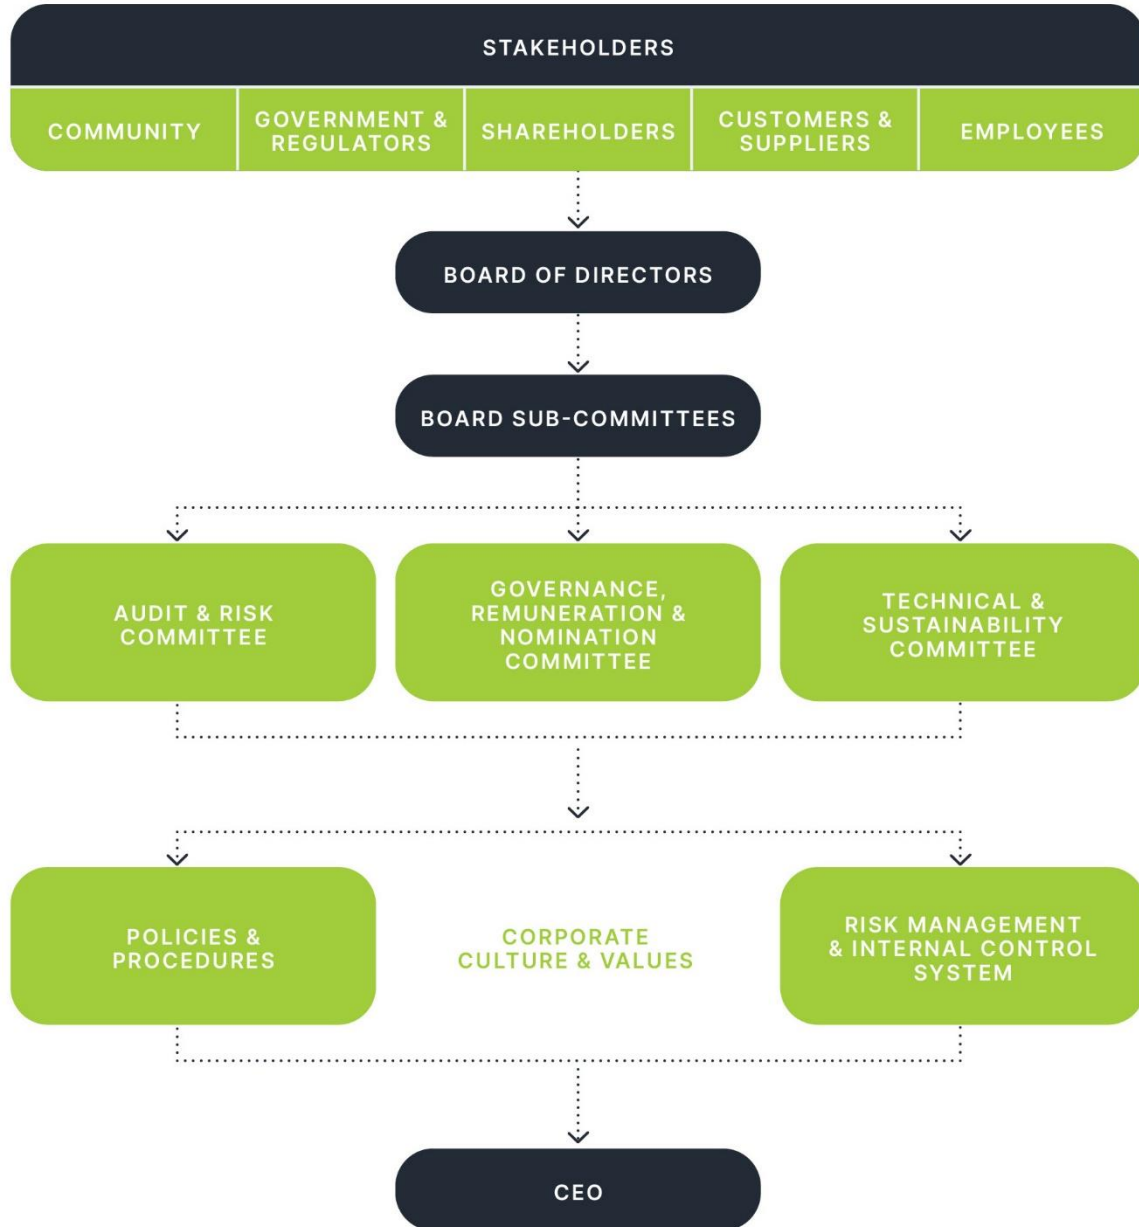 STAKEHOLDERS
COMMUNITY
GOVERNMENT &
REGULATORS
SHAREHOLDERS
CUSTOMERS &
SUPPLIERS
EMPLOYEES
BOARD OF DIRECTORS
BOARD SUB-COMMITTEES
AUDIT & RISK
COMMITTEE
GOVERNANCE,
REMUNERATION &
NOMINATION
COMMITTEE
TECHNICAL &
SUSTAINABILITY
COMMITTEE
POLICIES &
PROCEDURES
CORPORATE
CULTURE & VALUES
RISK MANAGEMENT
& INTERNAL CONTROL
SYSTEM
CEO